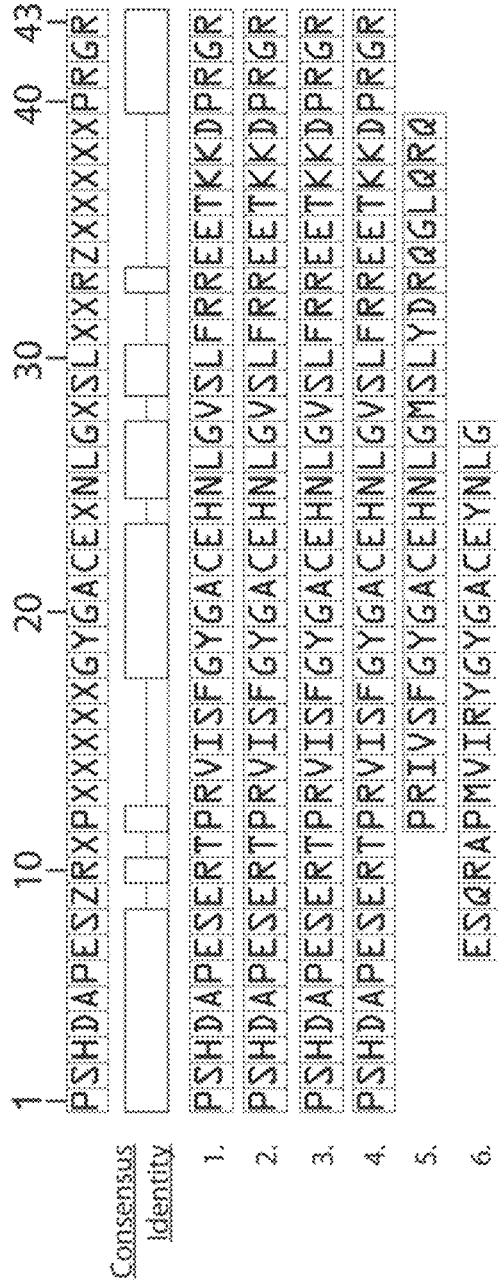 1 10 20 30 40 43
Consensus PSHDAPESZRXPXXXXXGYGACEXNLGXSLXXRZXXXXXPRGR
Identity
1. PSHDAPESERTPRVISFGYGACEHNLGVSLFRREETKKDPRGR
2. PSHDAPESERTPRVISFGYGACEHNLGVSLFRREETKKDPRGR
3. PSHDAPESERTPRVISFGYGACEHNLGVSLFRREETKKDPRGR
4. PSHDAPESERTPRVISFGYGACEHNLGVSLFRREETKKDPRGR
5. PRIVSFGYGACEHNLGMSLYDRQGLQRQ
6. ESQRAPMVIRYGYGACEYNLG